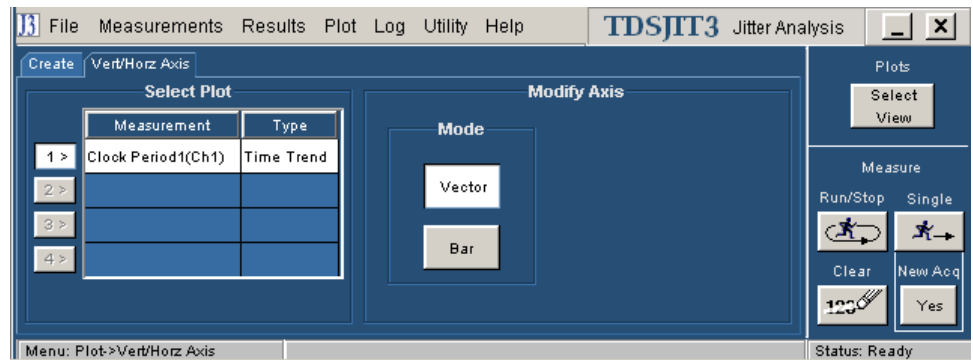 J3 File Measurements Results Plot Log Utility Help TDSJIT3 Jitter Analysis
Create Vert/Horz Axis
Select Plot
Measurement Type
1 > Clock Period1(Ch1) Time Trend
2 >
3 >
4 >
Modify Axis
Mode
Vector
Bar
Plots
Select
View
Measure
Run/Stop Single
Clear New Acq
123 Yes
Menu: Plot->Vert/Horz Axis Status: Ready